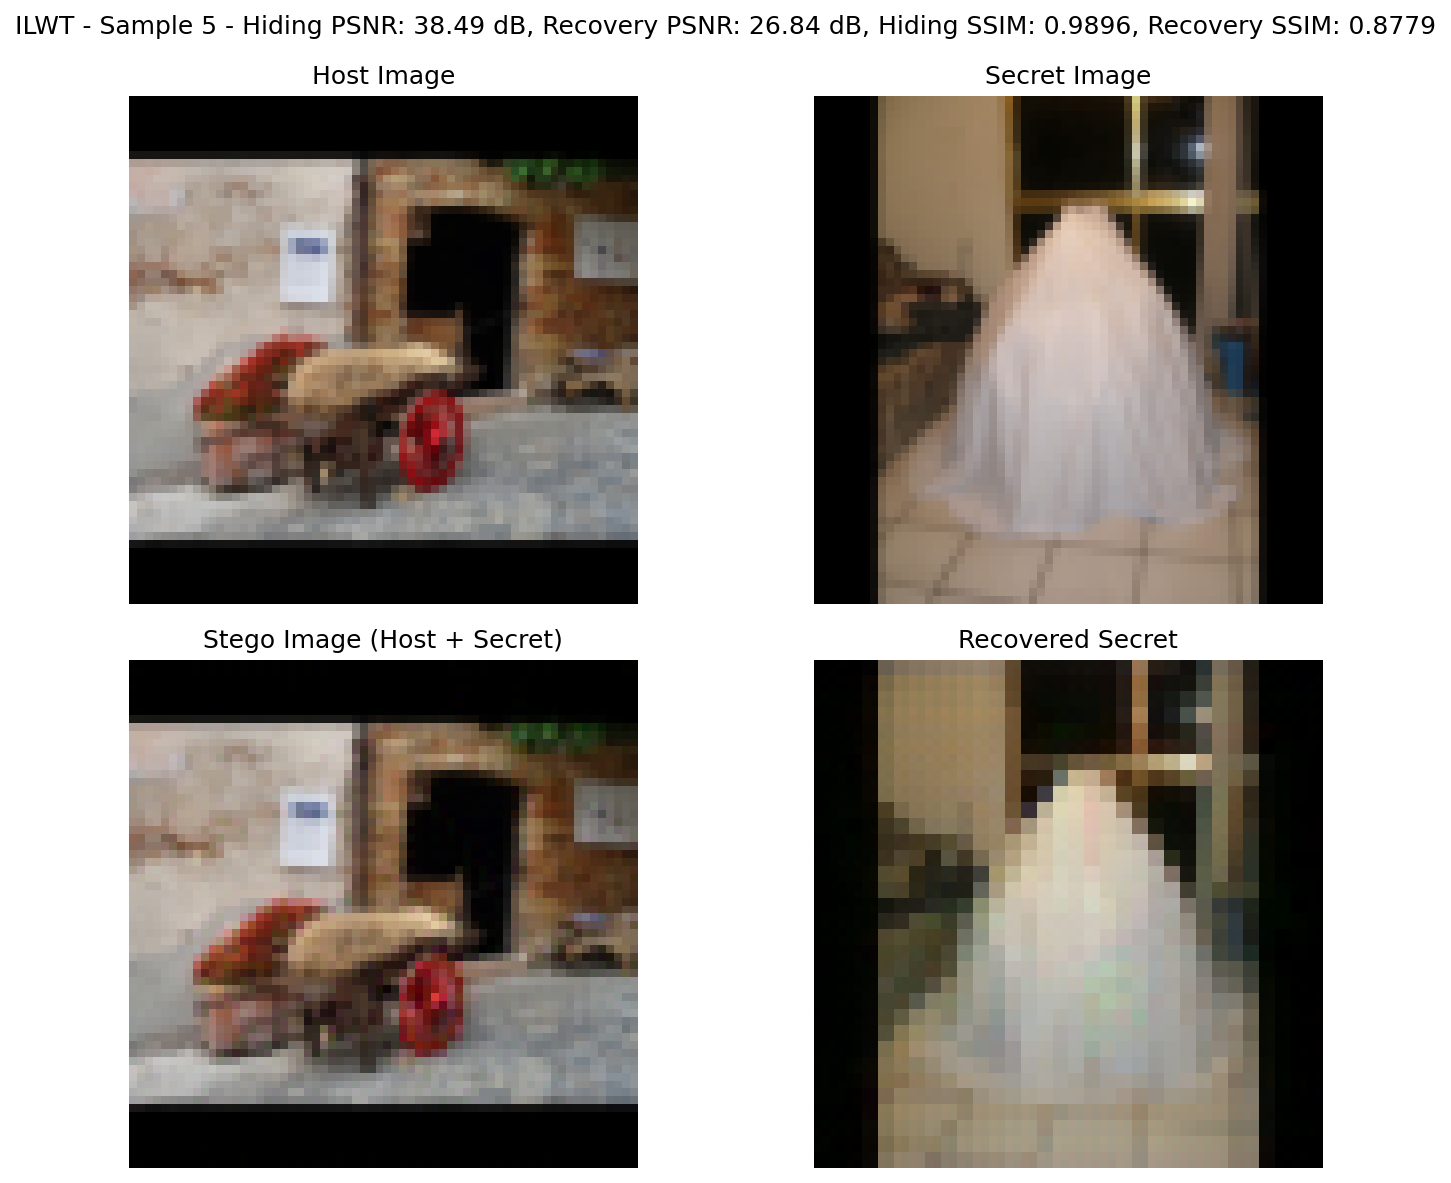 ILWT - Sample 5 - Hiding PSNR: 38.49 dB, Recovery PSNR: 26.84 dB, Hiding SSIM: 0.9896, Recovery SSIM: 0.8779
Host Image
Secret Image
Stego Image (Host + Secret)
Recovered Secret